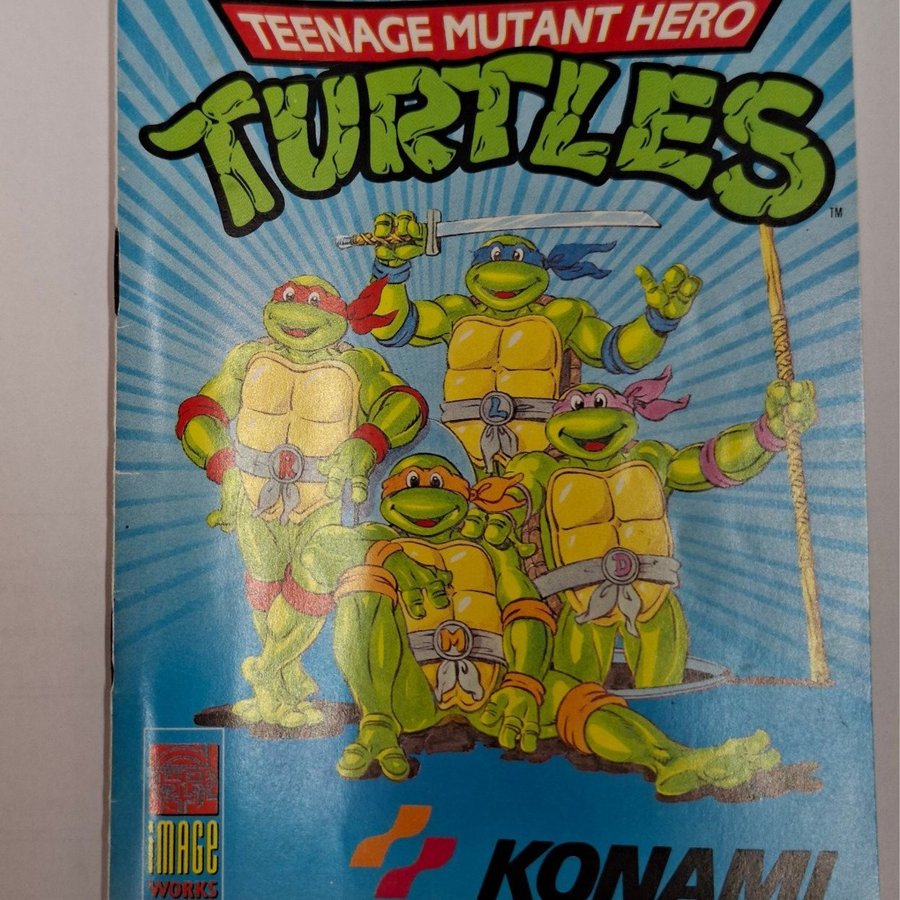 TEENAGE MUTANT HERO
TURTLES
TM
L
R
D
M
iMAGE
WORKS
KONAMI